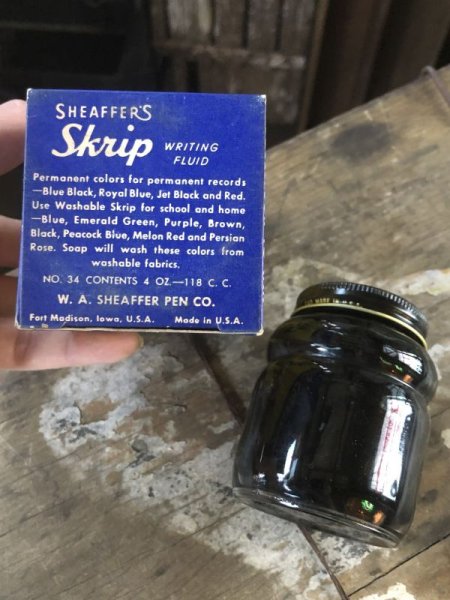 SHEAFFER'S
Skrip WRITING
FLUID
Permanent colors for permanent records
—Blue Black, Royal Blue, Jet Black and Red.
Use Washable Skrip for school and home
—Blue, Emerald Green, Purple, Brown,
Black, Peacock Blue, Melon Red and Persian
Rose. Soap will wash these colors from
washable fabrics.
NO. 34 CONTENTS 4 OZ.—118 C. C.
W. A. SHEAFFER PEN CO.
Fort Madison, Iowa, U.S.A. Made in U.S.A.
MADE IN U.S.A.